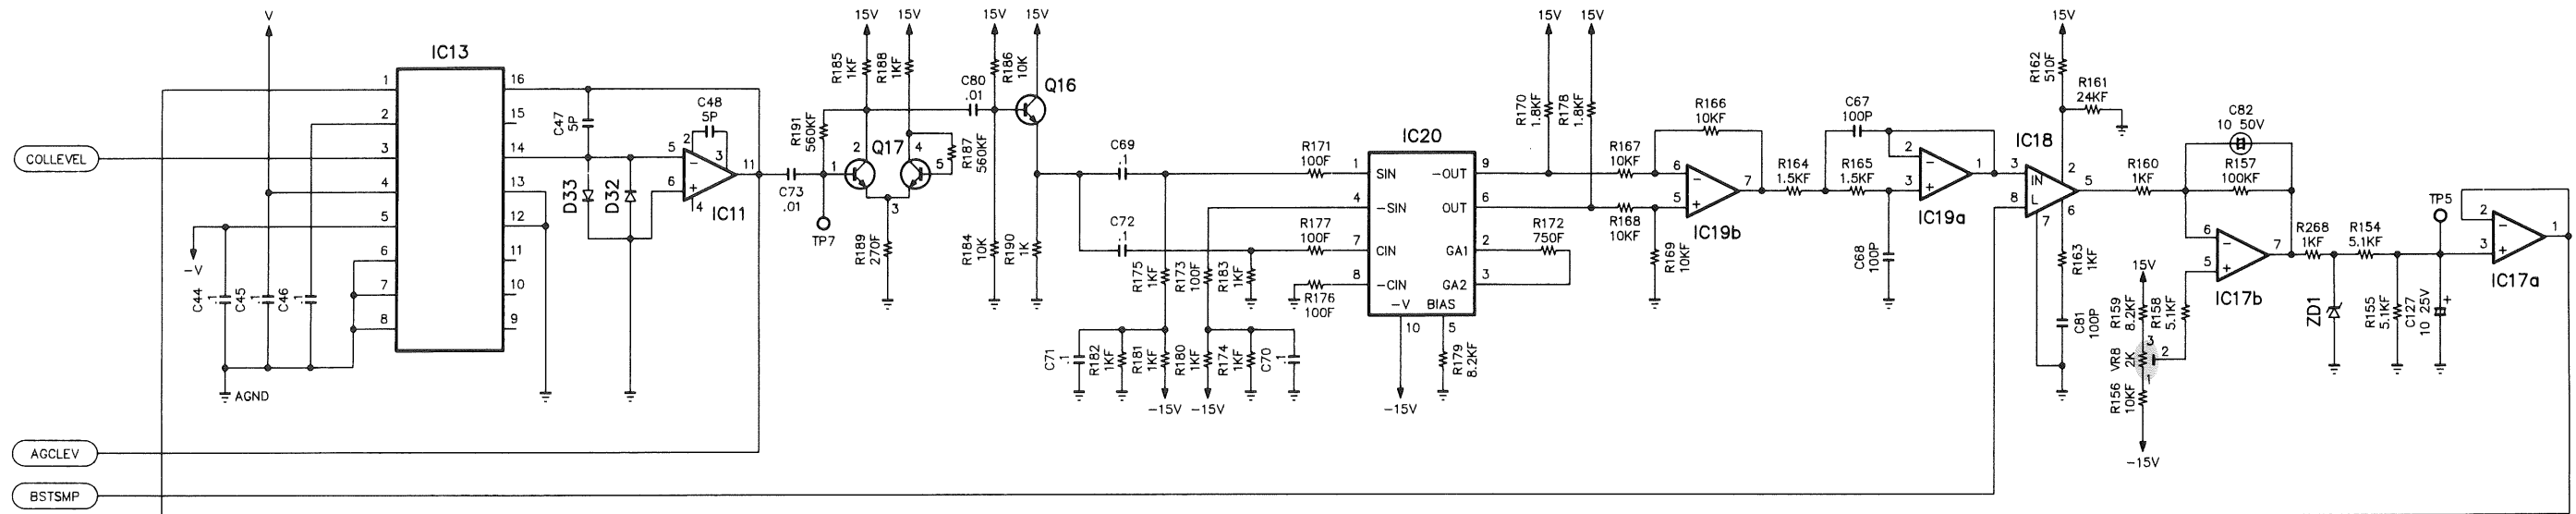 COLLEVEL
AGCLEV
BSTSMP
V
-V
AGND
C44 .1
C45 .1
C46 .1
IC13
1
2
3
4
5
6
7
8
16
15
14
13
12
11
10
9
C47 5P
C48 5P
D33
D32
2
3
5
6
-
+
4
11
IC11
C73 .01
TP7
R191 560KF
15V
R185 1KF
15V
R188 1KF
2
Q17
1
3
4
5
R187 560KF
R189 270F
C80 .01
15V
R186 10K
15V
Q16
R184 10K
R190 1K
C69 .1
C72 .1
R175 1KF
R173 100F
R183 1KF
R171 100F
R177 100F
R176 100F
C71 .1
R182 1KF
R181 1KF
R180 1KF
R174 1KF
C70 .1
-15V
-15V
IC20
1 SIN
4 -SIN
7 CIN
8 -CIN
-OUT 9
OUT 6
GA1 2
GA2 3
-V
BIAS
10
5
-15V
R179 8.2KF
R172 750F
15V
15V
R170 1.8KF
R178 1.8KF
R167 10KF
R168 10KF
R166 10KF
R169 10KF
6
-
5
+
7
IC19b
R164 1.5KF
R165 1.5KF
C67 100P
C68 100P
2
-
3
+
1
IC19a
15V
R162 510F
R161 24KF
IC18
3
IN
L
8
2
5
6
7
R163 1KF
C81 100P
R160 1KF
C82
10 50V
R157 100KF
6
-
5
+
7
IC17b
15V
R159 8.2KF
R158 5.1KF
VR8 2K
3
2
1
R156 10KF
-15V
R268 1KF
R154 5.1KF
ZD1
R155 5.1KF
C127 10 25V
+
TP5
2
-
3
+
1
IC17a